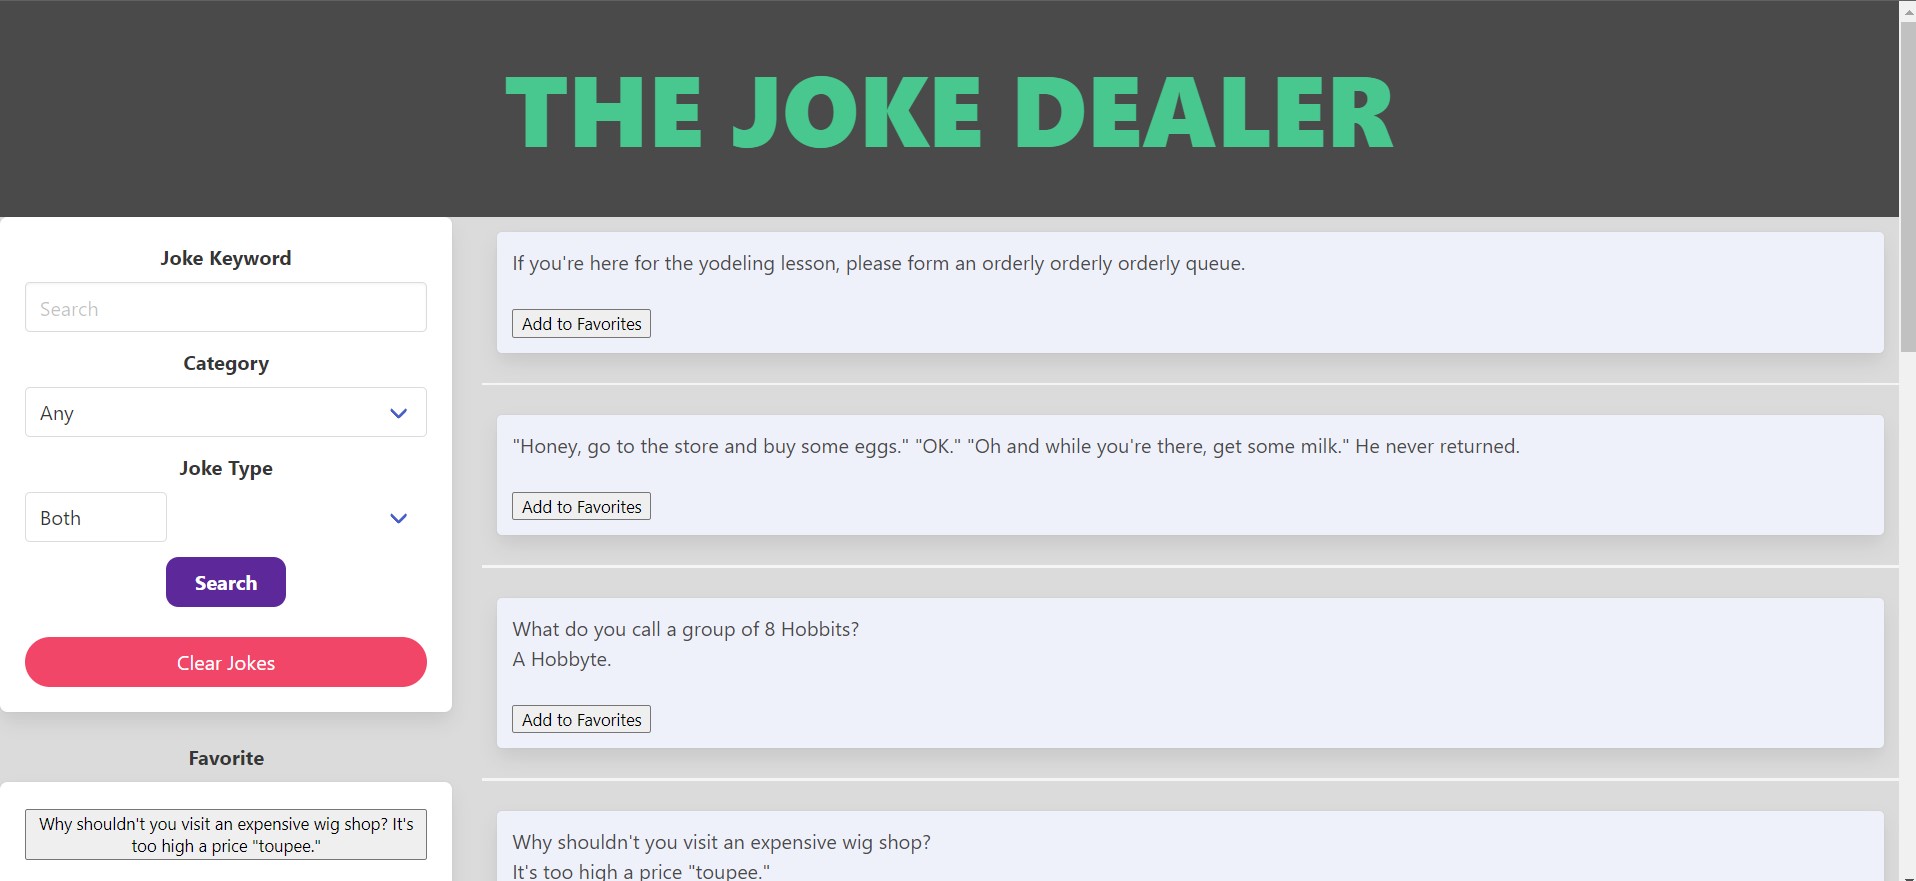 THE JOKE DEALER
Joke Keyword
Search
Category
Any
Joke Type
Both
Search
Clear Jokes
Favorite
Why shouldn't you visit an expensive wig shop? It's
too high a price "toupee."
If you're here for the yodeling lesson, please form an orderly orderly orderly queue.
Add to Favorites
"Honey, go to the store and buy some eggs." "OK." "Oh and while you're there, get some milk." He never returned.
Add to Favorites
What do you call a group of 8 Hobbits?
A Hobbyte.
Add to Favorites
Why shouldn't you visit an expensive wig shop?
It's too high a price "toupee."